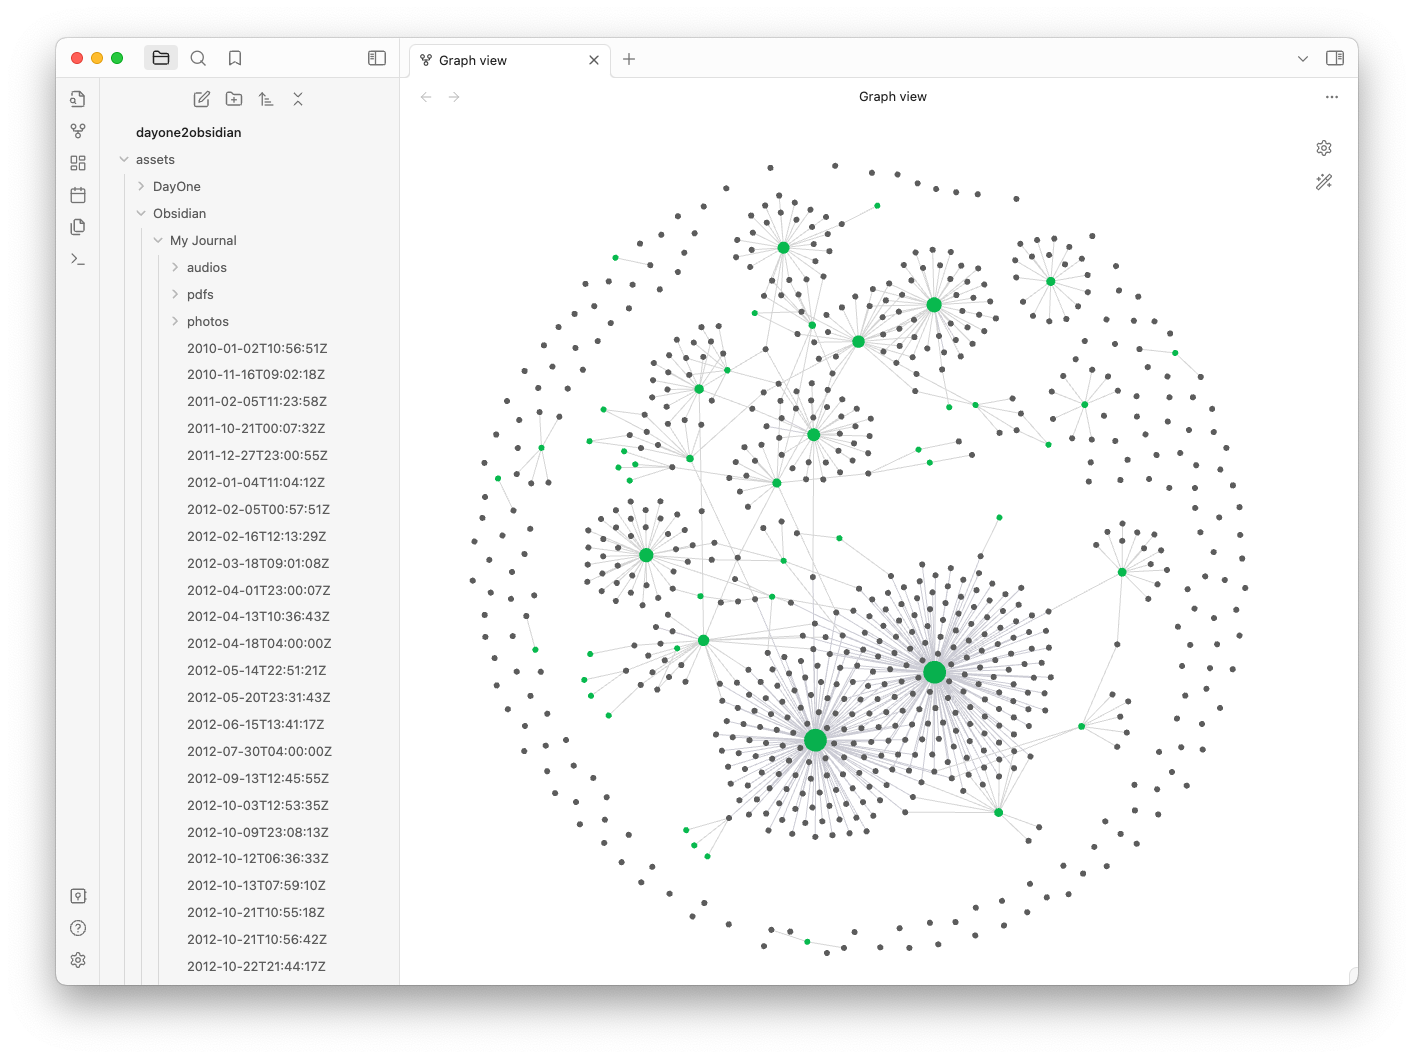 Graph view
Graph view
dayone2obsidian
assets
DayOne
Obsidian
My Journal
audios
pdfs
photos
2010-01-02T10:56:51Z
2010-11-16T09:02:18Z
2011-02-05T11:23:58Z
2011-10-21T00:07:32Z
2011-12-27T23:00:55Z
2012-01-04T11:04:12Z
2012-02-05T00:57:51Z
2012-02-16T12:13:29Z
2012-03-18T09:01:08Z
2012-04-01T23:00:07Z
2012-04-13T10:36:43Z
2012-04-18T04:00:00Z
2012-05-14T22:51:21Z
2012-05-20T23:31:43Z
2012-06-15T13:41:17Z
2012-07-30T04:00:00Z
2012-09-13T12:45:55Z
2012-10-03T12:53:35Z
2012-10-09T23:08:13Z
2012-10-12T06:36:33Z
2012-10-13T07:59:10Z
2012-10-21T10:55:18Z
2012-10-21T10:56:42Z
2012-10-22T21:44:17Z